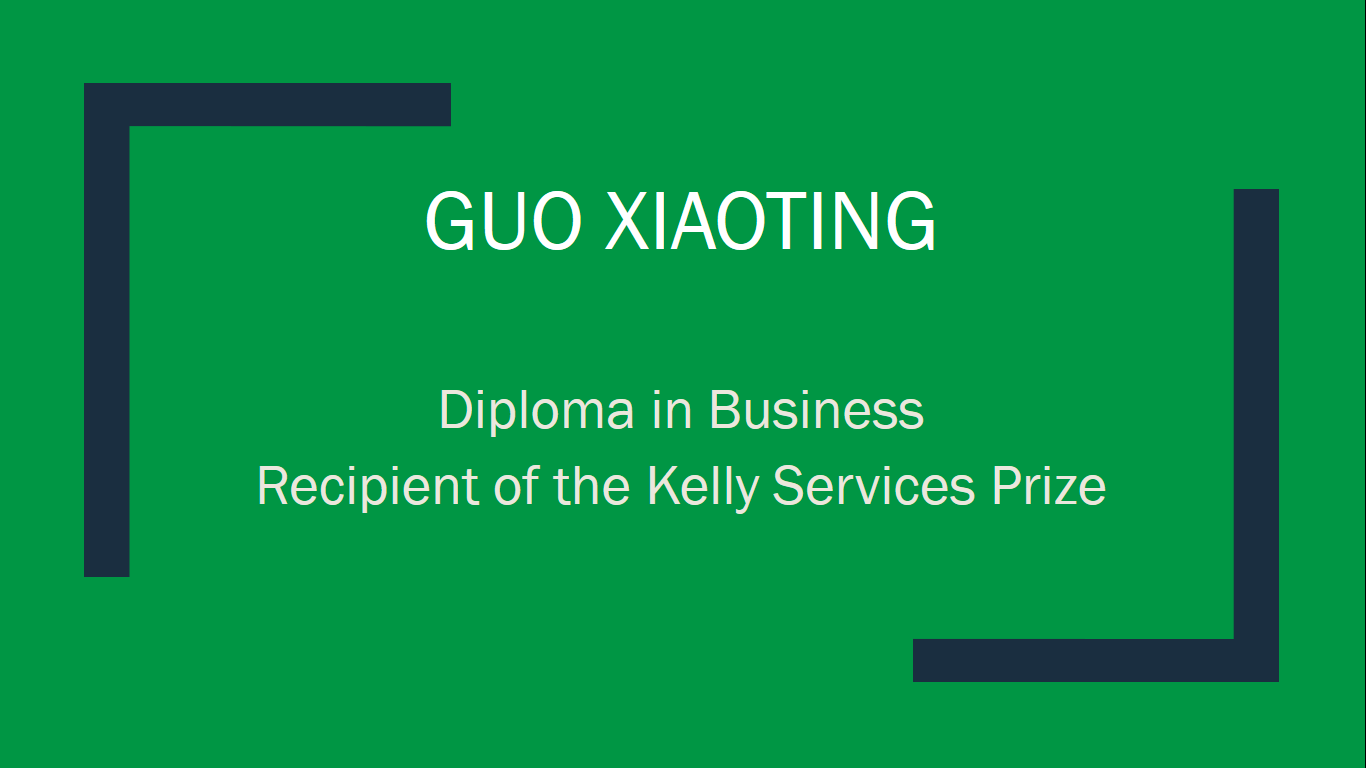 GUO XIAOTING
Diploma in Business
Recipient of the Kelly Services Prize